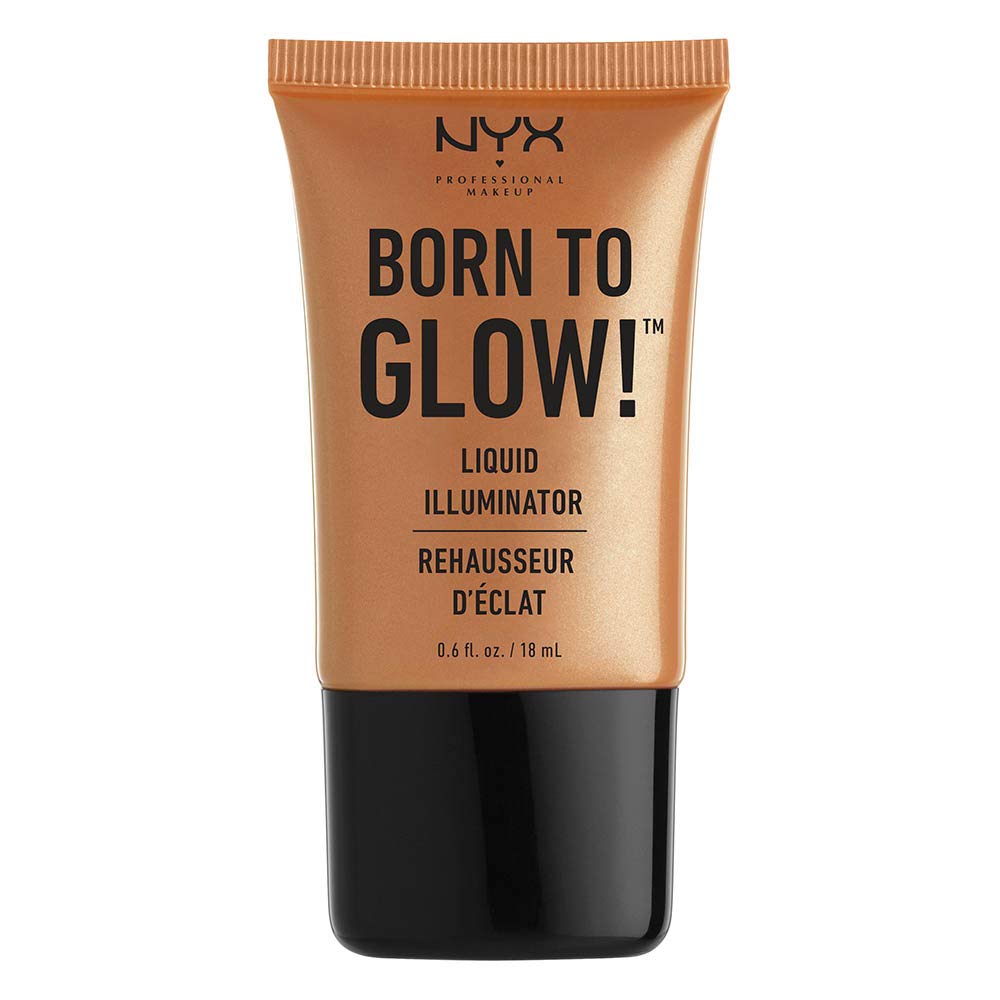 NYX
PROFESSIONAL
MAKEUP
BORN TO
GLOW!™
LIQUID
ILLUMINATOR
REHAUSSEUR
D'ÉCLAT
0.6 fl. oz. / 18 mL